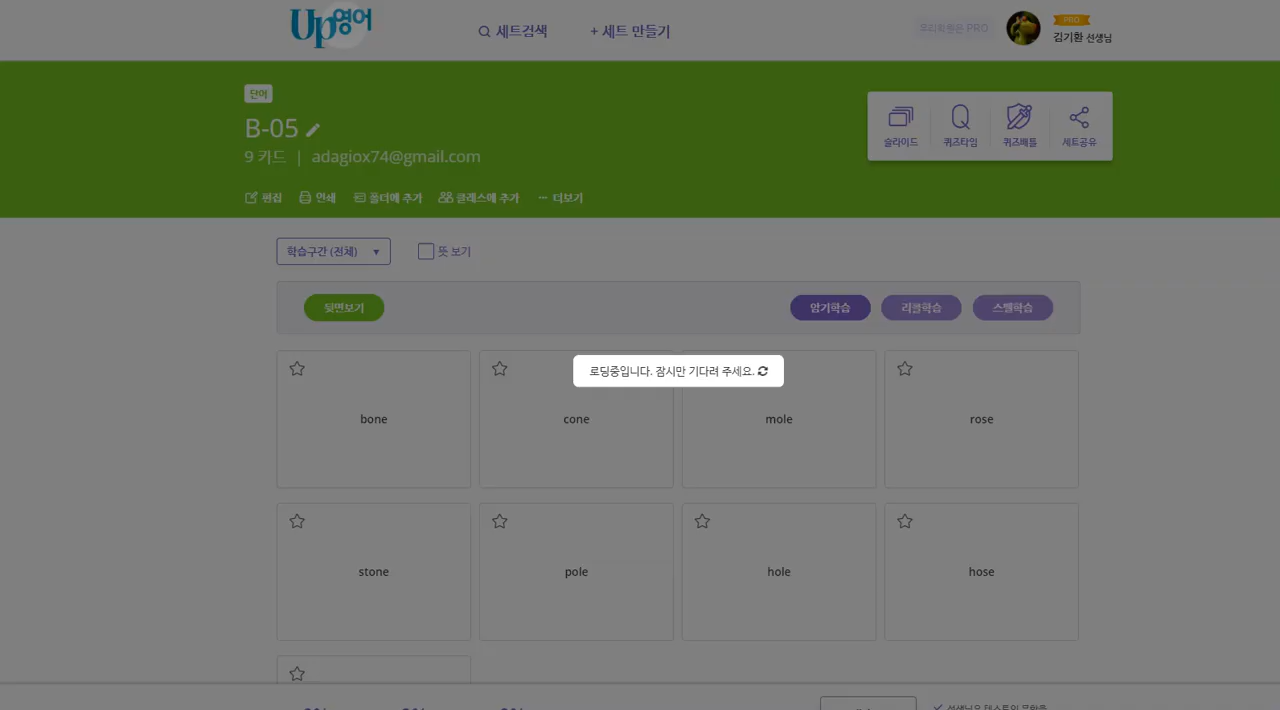 Up영어
세트검색
+ 세트 만들기
우리학원은 PRO
PRO
김기환 선생님
단어
B-05
9 카드 | adagiox74@gmail.com
편집
인쇄
폴더에 추가
클래스에 추가
··· 더보기
슬라이드
퀴즈타임
퀴즈배틀
세트공유
학습구간 (전체) ▼
뜻 보기
뒷면보기
암기학습
리콜학습
스펠학습
로딩중입니다. 잠시만 기다려 주세요.
bone
cone
mole
rose
stone
pole
hole
hose